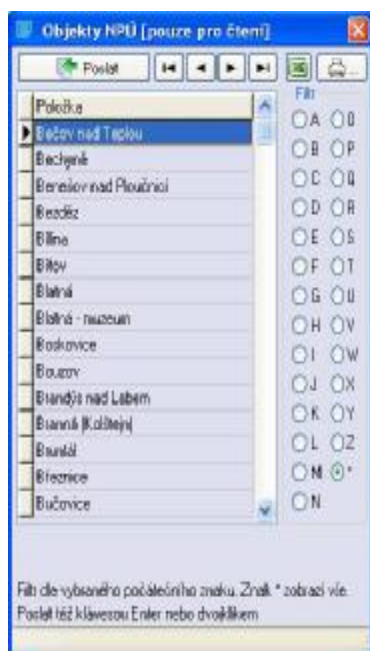 Objekty NPÚ [pouze pro čtení]
Poslat
Položka
Filtr
Bečov nad Teplou
Bechyně
Benešov nad Ploučnicí
Bezděz
Bílina
Bítov
Blatná
Blatná - muzeum
Boskovice
Bouzov
Brandýs nad Labem
Branná (Kolštejn)
Bruntál
Březnice
Bučovice
A O
B P
C Q
D R
E S
F T
G U
H V
I W
J X
K Y
L Z
M *
N
Filtr dle vybraného počátečního znaku. Znak * zobrazí vše.
Poslat též klávesou Enter nebo dvojklikem